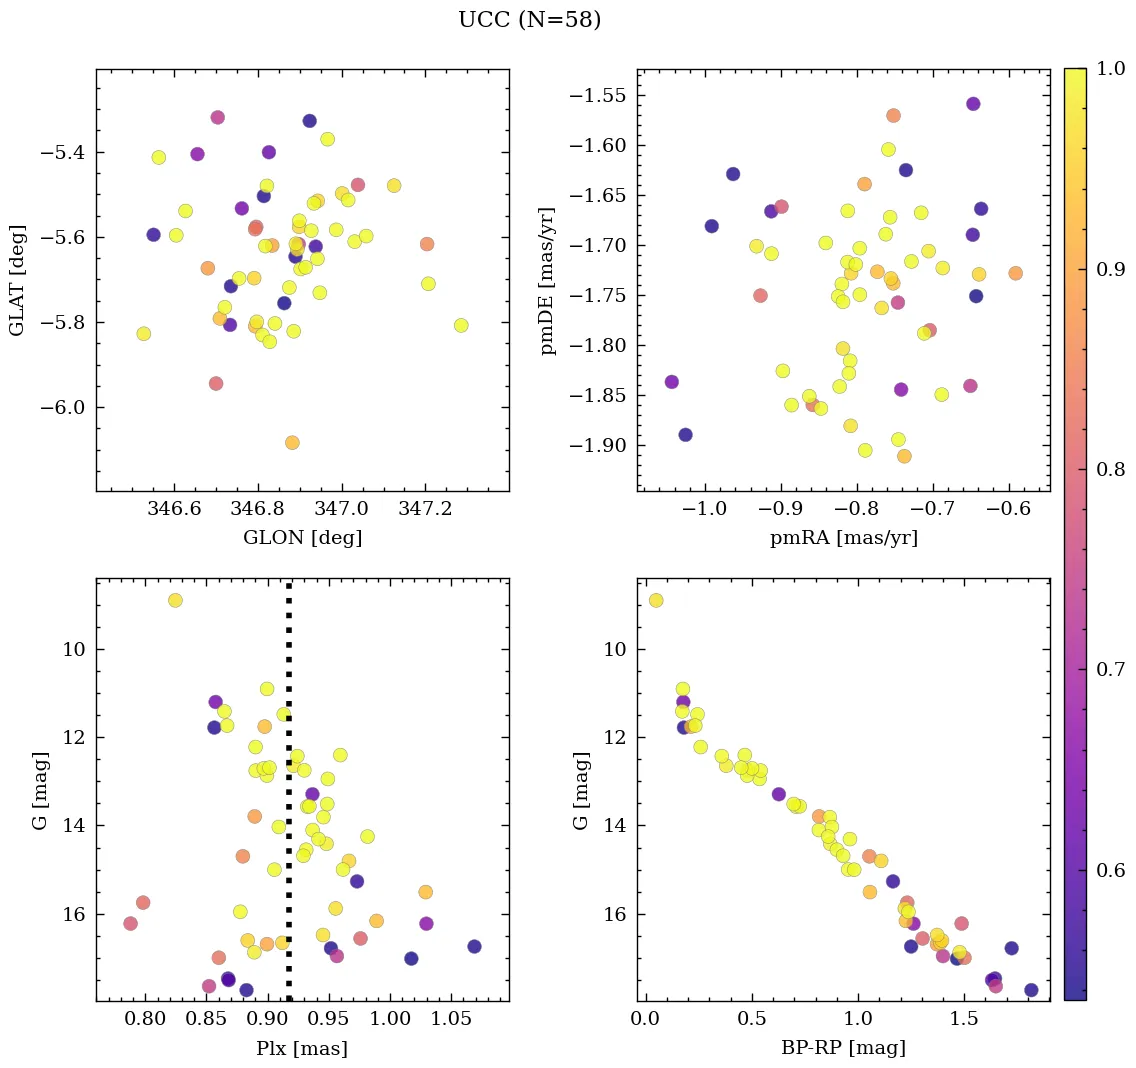 UCC (N=58)
−5.4
−5.6
−5.8
−6.0
GLAT [deg]
346.6 346.8 347.0 347.2
GLON [deg]
−1.55
−1.60
−1.65
−1.70
−1.75
−1.80
−1.85
−1.90
pmDE [mas/yr]
−1.0 −0.9 −0.8 −0.7 −0.6
pmRA [mas/yr]
1.0
0.9
0.8
0.7
0.6
10
12
14
16
G [mag]
0.80 0.85 0.90 0.95 1.00 1.05
Plx [mas]
10
12
14
16
G [mag]
0.0 0.5 1.0 1.5
BP-RP [mag]